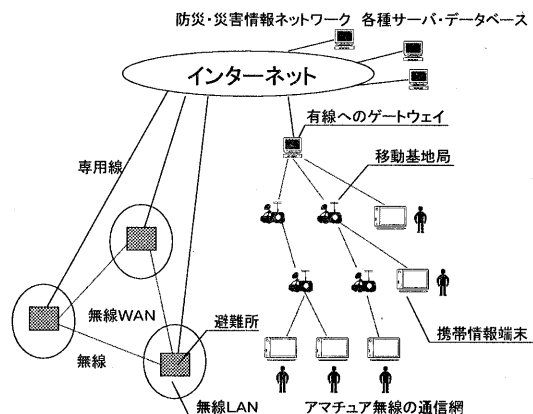 防災・災害情報ネットワーク 各種サーバ・データベース
インターネット
有線へのゲートウェイ
専用線
移動基地局
無線WAN
避難所
無線
携帯情報端末
無線LAN
アマチュア無線の通信網